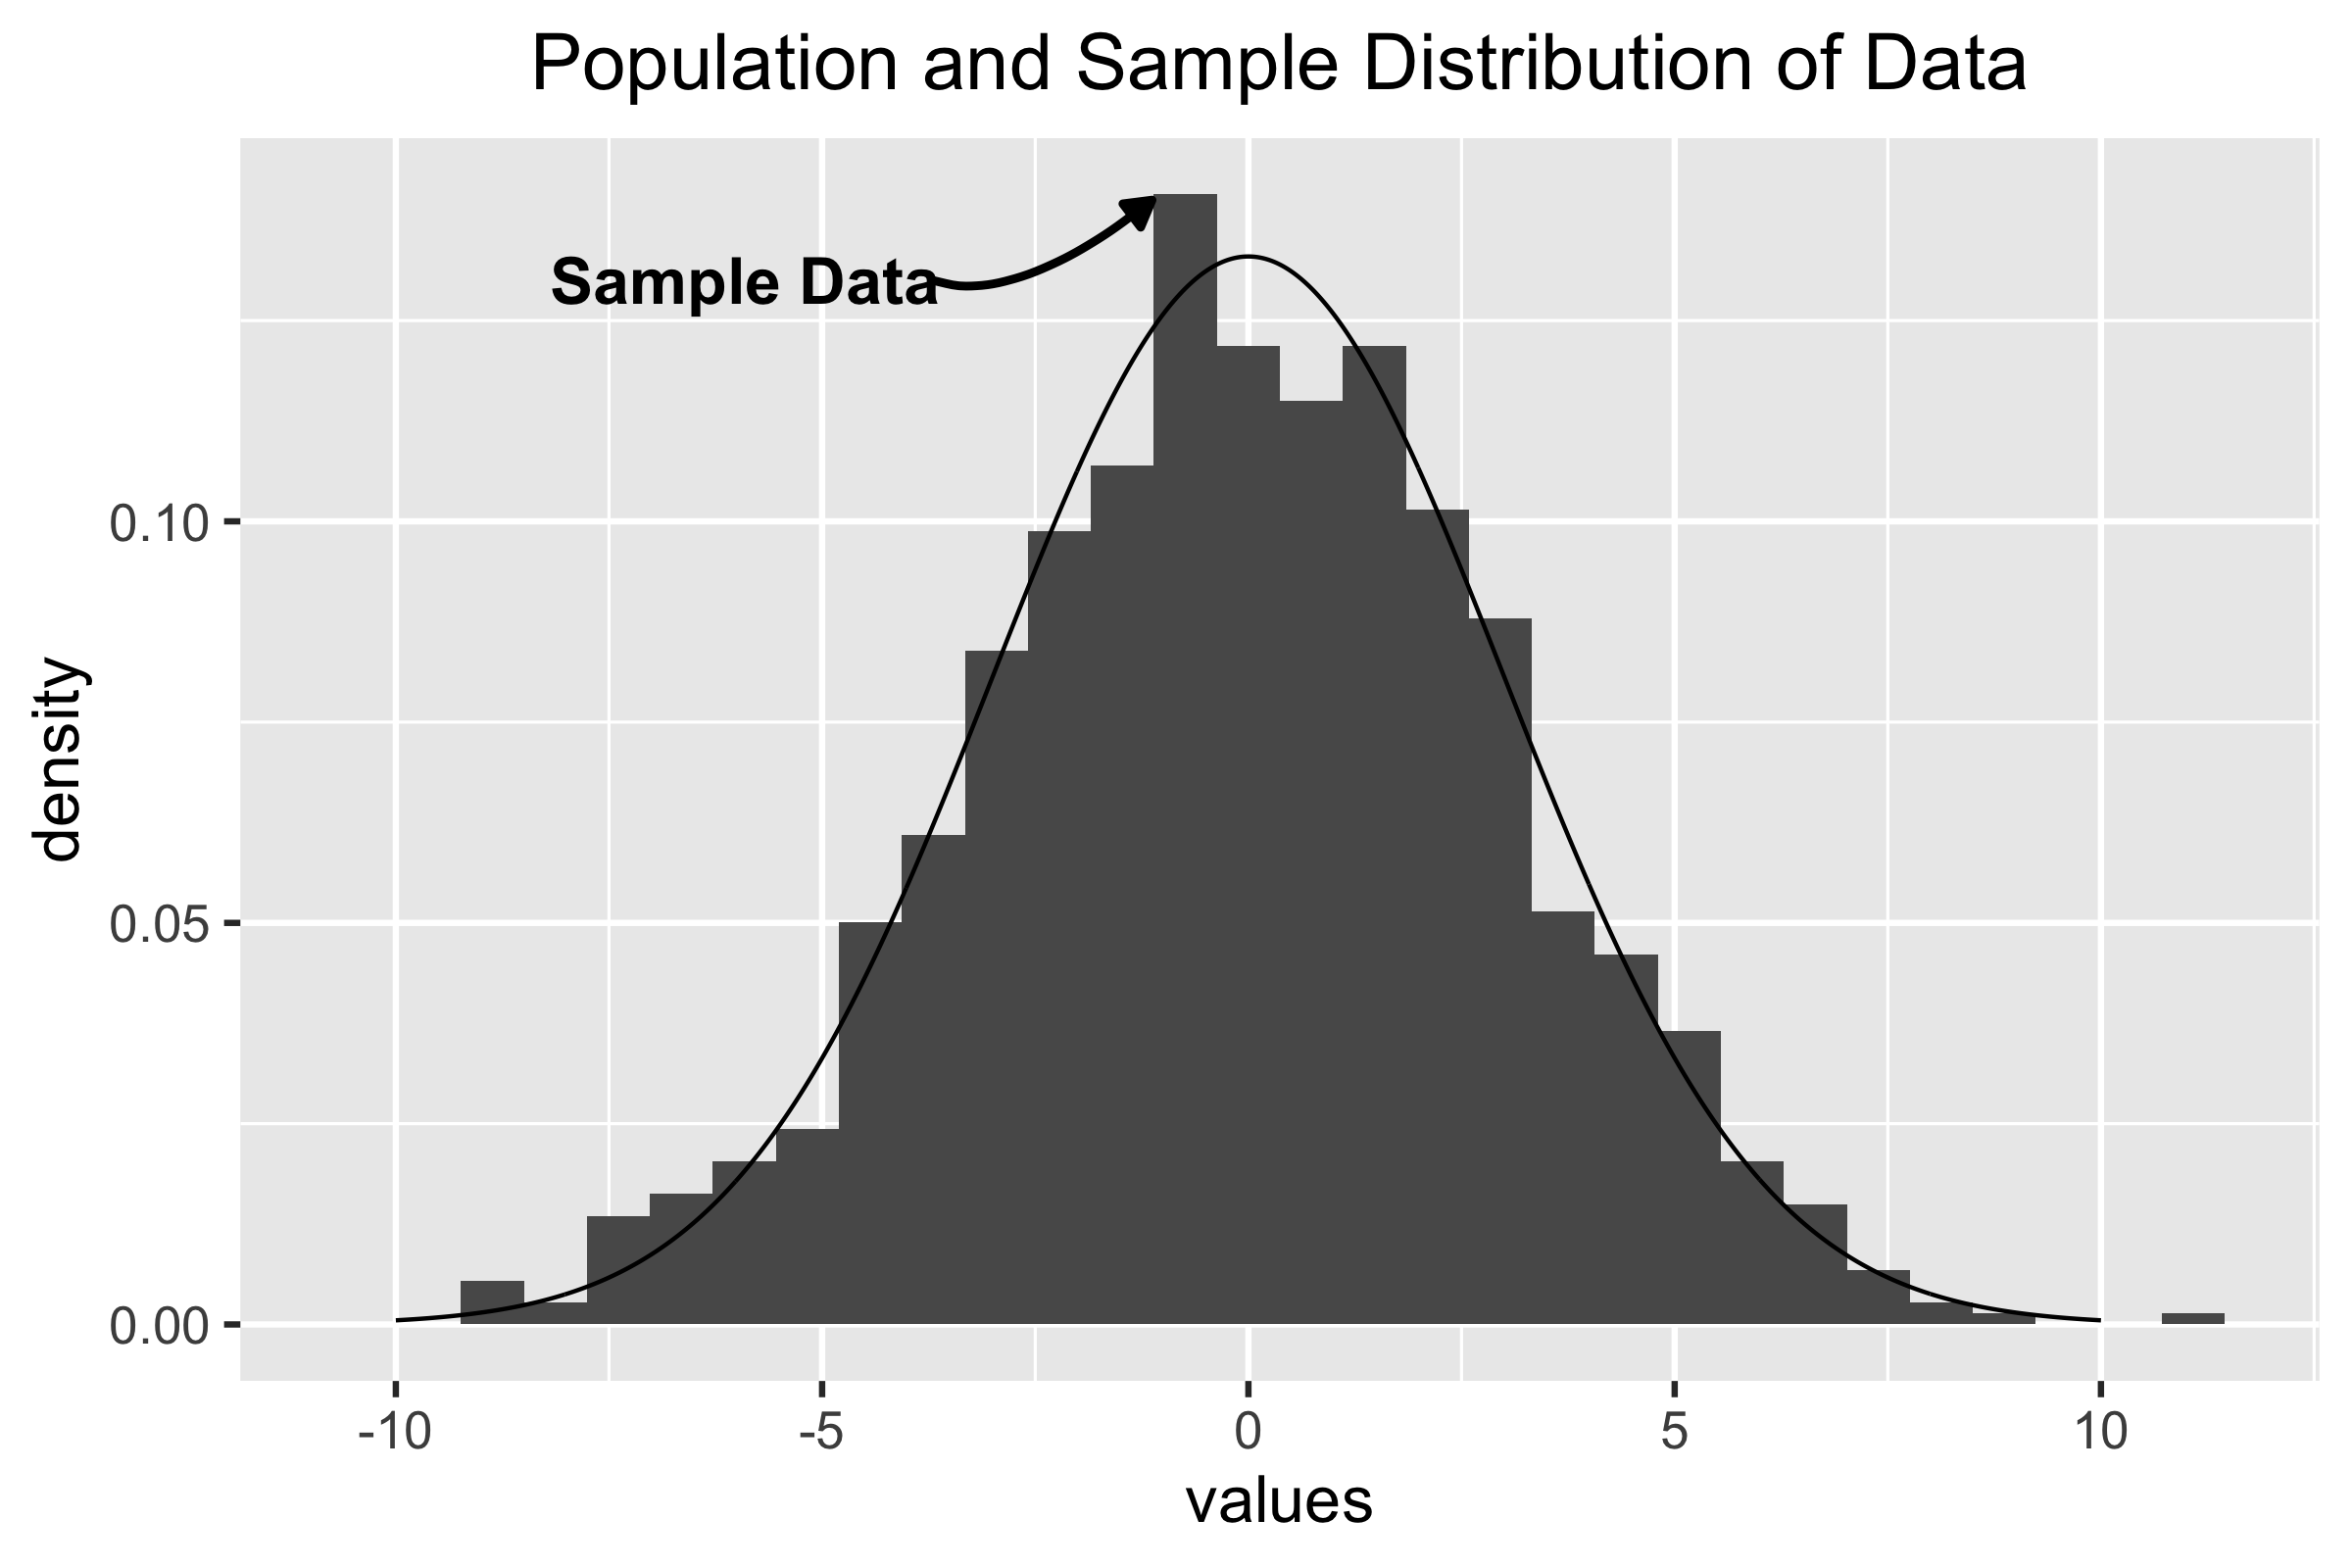 Population and Sample Distribution of Data
Sample Data
density
0.10
0.05
0.00
-10 -5 0 5 10
values